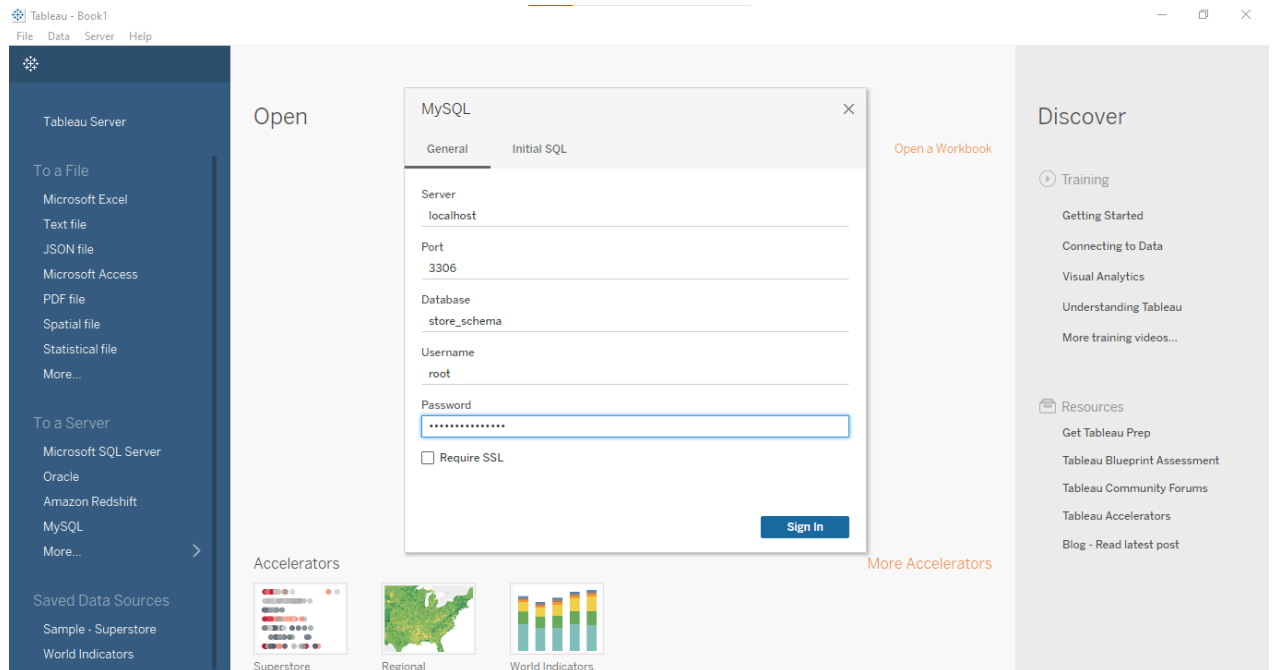 Tableau - Book1
File Data Server Help
Tableau Server
To a File
Microsoft Excel
Text file
JSON file
Microsoft Access
PDF file
Spatial file
Statistical file
More...
To a Server
Microsoft SQL Server
Oracle
Amazon Redshift
MySQL
More...
Saved Data Sources
Sample - Superstore
World Indicators
Open
Open a Workbook
MySQL
General Initial SQL
Server
localhost
Port
3306
Database
store_schema
Username
root
Password
•••••••••••••••
Require SSL
Sign In
Accelerators
More Accelerators
Superstore Regional World Indicators
Discover
Training
Getting Started
Connecting to Data
Visual Analytics
Understanding Tableau
More training videos...
Resources
Get Tableau Prep
Tableau Blueprint Assessment
Tableau Community Forums
Tableau Accelerators
Blog - Read latest post